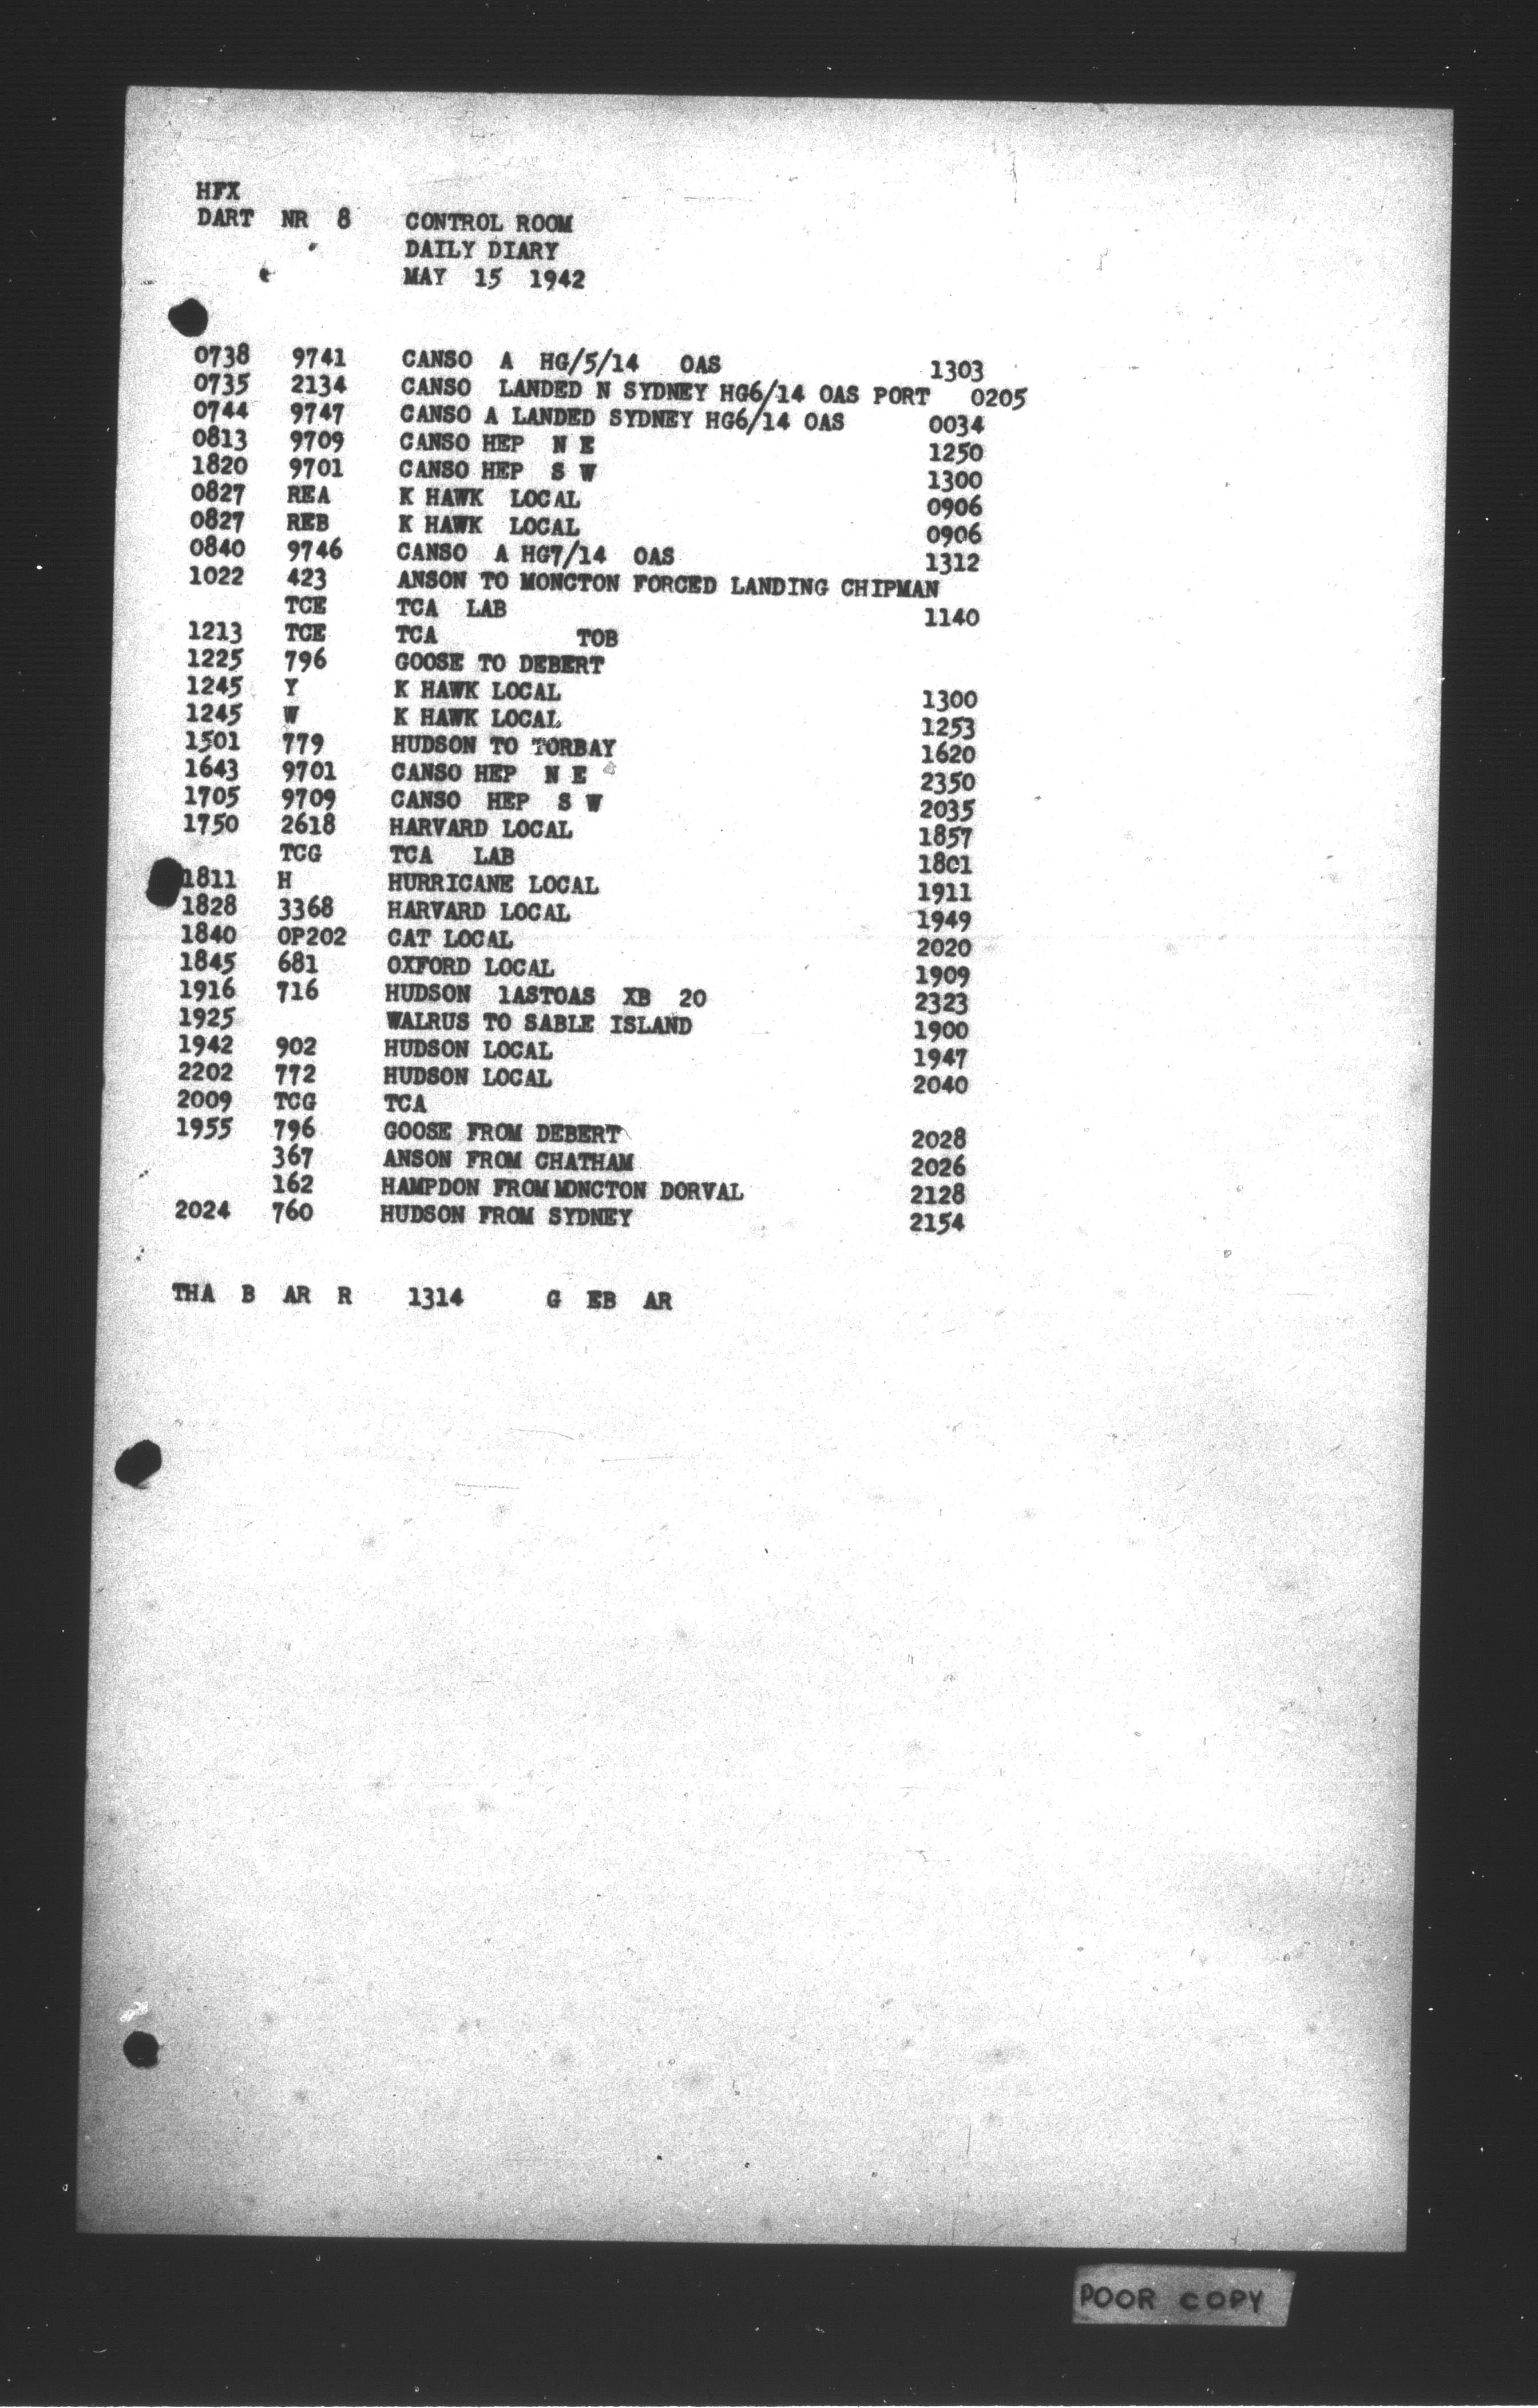 HFX
DART NR 8 CONTROL ROOM
DAILY DIARY
MAY 15 1942
0738 9741 CANSO A HG/5/14 OAS 1303
0735 2134 CANSO LANDED N SYDNEY HG6/14 OAS PORT 0205
0744 9747 CANSO A LANDED SYDNEY HG6/14 OAS 0034
0813 9709 CANSO HEP N E 1250
1820 9701 CANSO HEP S W 1300
0827 REA K HAWK LOCAL 0906
0827 REB K HAWK LOCAL 0906
0840 9746 CANSO A HG7/14 OAS 1312
1022 423 ANSON TO MONCTON FORCED LANDING CHIPMAN
TCE TCA LAB 1140
1213 TCE TCA TOB
1225 796 GOOSE TO DEBERT
1245 Y K HAWK LOCAL 1300
1245 W K HAWK LOCAL 1253
1501 779 HUDSON TO TORBAY 1620
1643 9701 CANSO HEP N E 2350
1705 9709 CANSO HEP S W 2035
1750 2618 HARVARD LOCAL 1857
TCG TCA LAB 1801
1811 H HURRICANE LOCAL 1911
1828 3368 HARVARD LOCAL 1949
1840 OP202 CAT LOCAL 2020
1845 681 OXFORD LOCAL 1909
1916 716 HUDSON 1ASTOAS XB 20 2323
1925 WALRUS TO SABLE ISLAND 1900
1942 902 HUDSON LOCAL 1947
2202 772 HUDSON LOCAL 2040
2009 TCG TCA
1955 796 GOOSE FROM DEBERT 2028
367 ANSON FROM CHATHAM 2026
162 HAMPDON FROM MONCTON DORVAL 2128
2024 760 HUDSON FROM SYDNEY 2154
THA B AR R 1314 G EB AR
POOR COPY